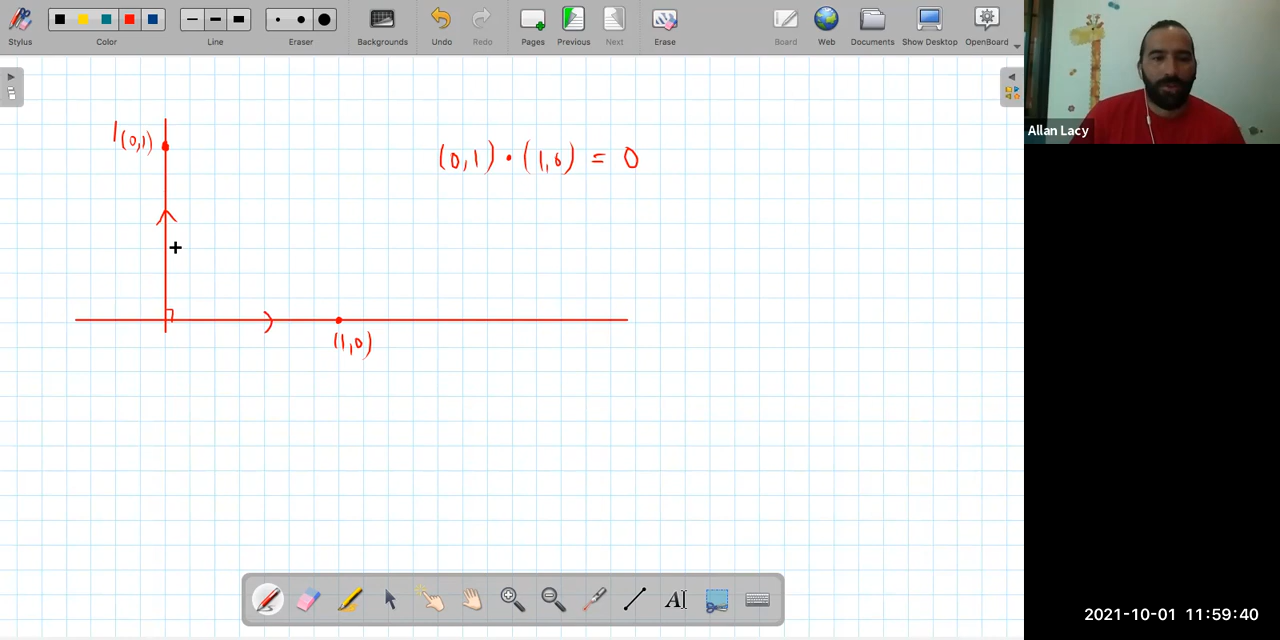 Stylus Color Line Eraser Backgrounds Undo Redo Pages Previous Next Erase Board Web Documents Show Desktop OpenBoard
Allan Lacy
1 (0,1)
(0,1) · (1,0) = 0
(1,0)
A
2021-10-01 11:59:40